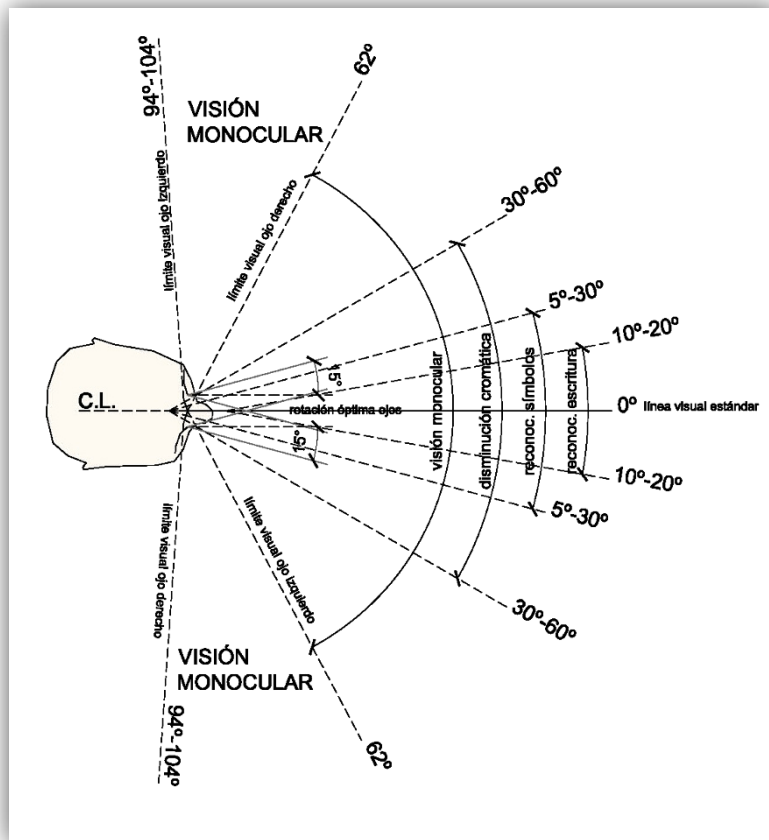 94º-104º
VISIÓN
MONOCULAR
62º
límite visual ojo izquierdo
límite visual ojo derecho
30º-60º
5º-30º
10º-20º
15º
C.L.
rotación óptima ojos
visión monocular
disminución cromática
reconoc. símbolos
reconoc. escritura
0º línea visual estándar
15º
10º-20º
5º-30º
30º-60º
límite visual ojo derecho
límite visual ojo izquierdo
VISIÓN
MONOCULAR
94º-104º
62º